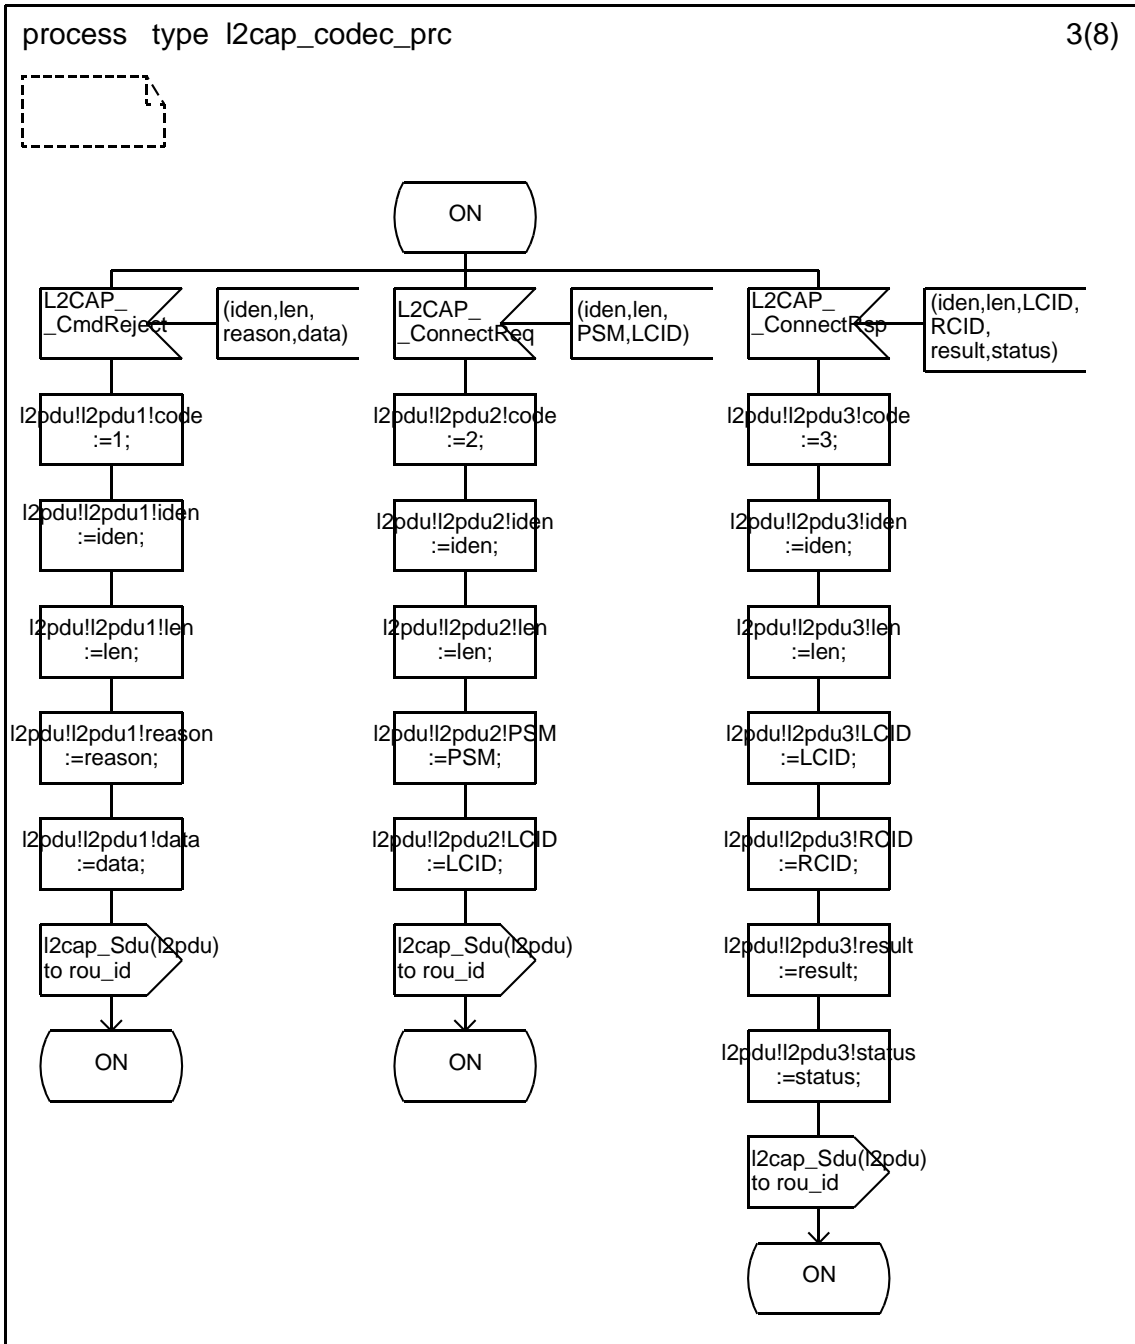 process type l2cap_codec_prc
3(8)
ON
L2CAP_
_CmdReject
(iden,len,
reason,data)
l2pdu!l2pdu1!code
:=1;
l2pdu!l2pdu1!iden
:=iden;
l2pdu!l2pdu1!len
:=len;
l2pdu!l2pdu1!reason
:=reason;
l2pdu!l2pdu1!data
:=data;
l2cap_Sdu(l2pdu)
to rou_id
ON
L2CAP_
_ConnectReq
(iden,len,
PSM,LCID)
l2pdu!l2pdu2!code
:=2;
l2pdu!l2pdu2!iden
:=iden;
l2pdu!l2pdu2!len
:=len;
l2pdu!l2pdu2!PSM
:=PSM;
l2pdu!l2pdu2!LCID
:=LCID;
l2cap_Sdu(l2pdu)
to rou_id
ON
L2CAP_
_ConnectRsp
(iden,len,LCID,
RCID,
result,status)
l2pdu!l2pdu3!code
:=3;
l2pdu!l2pdu3!iden
:=iden;
l2pdu!l2pdu3!len
:=len;
l2pdu!l2pdu3!LCID
:=LCID;
l2pdu!l2pdu3!RCID
:=RCID;
l2pdu!l2pdu3!result
:=result;
l2pdu!l2pdu3!status
:=status;
l2cap_Sdu(l2pdu)
to rou_id
ON